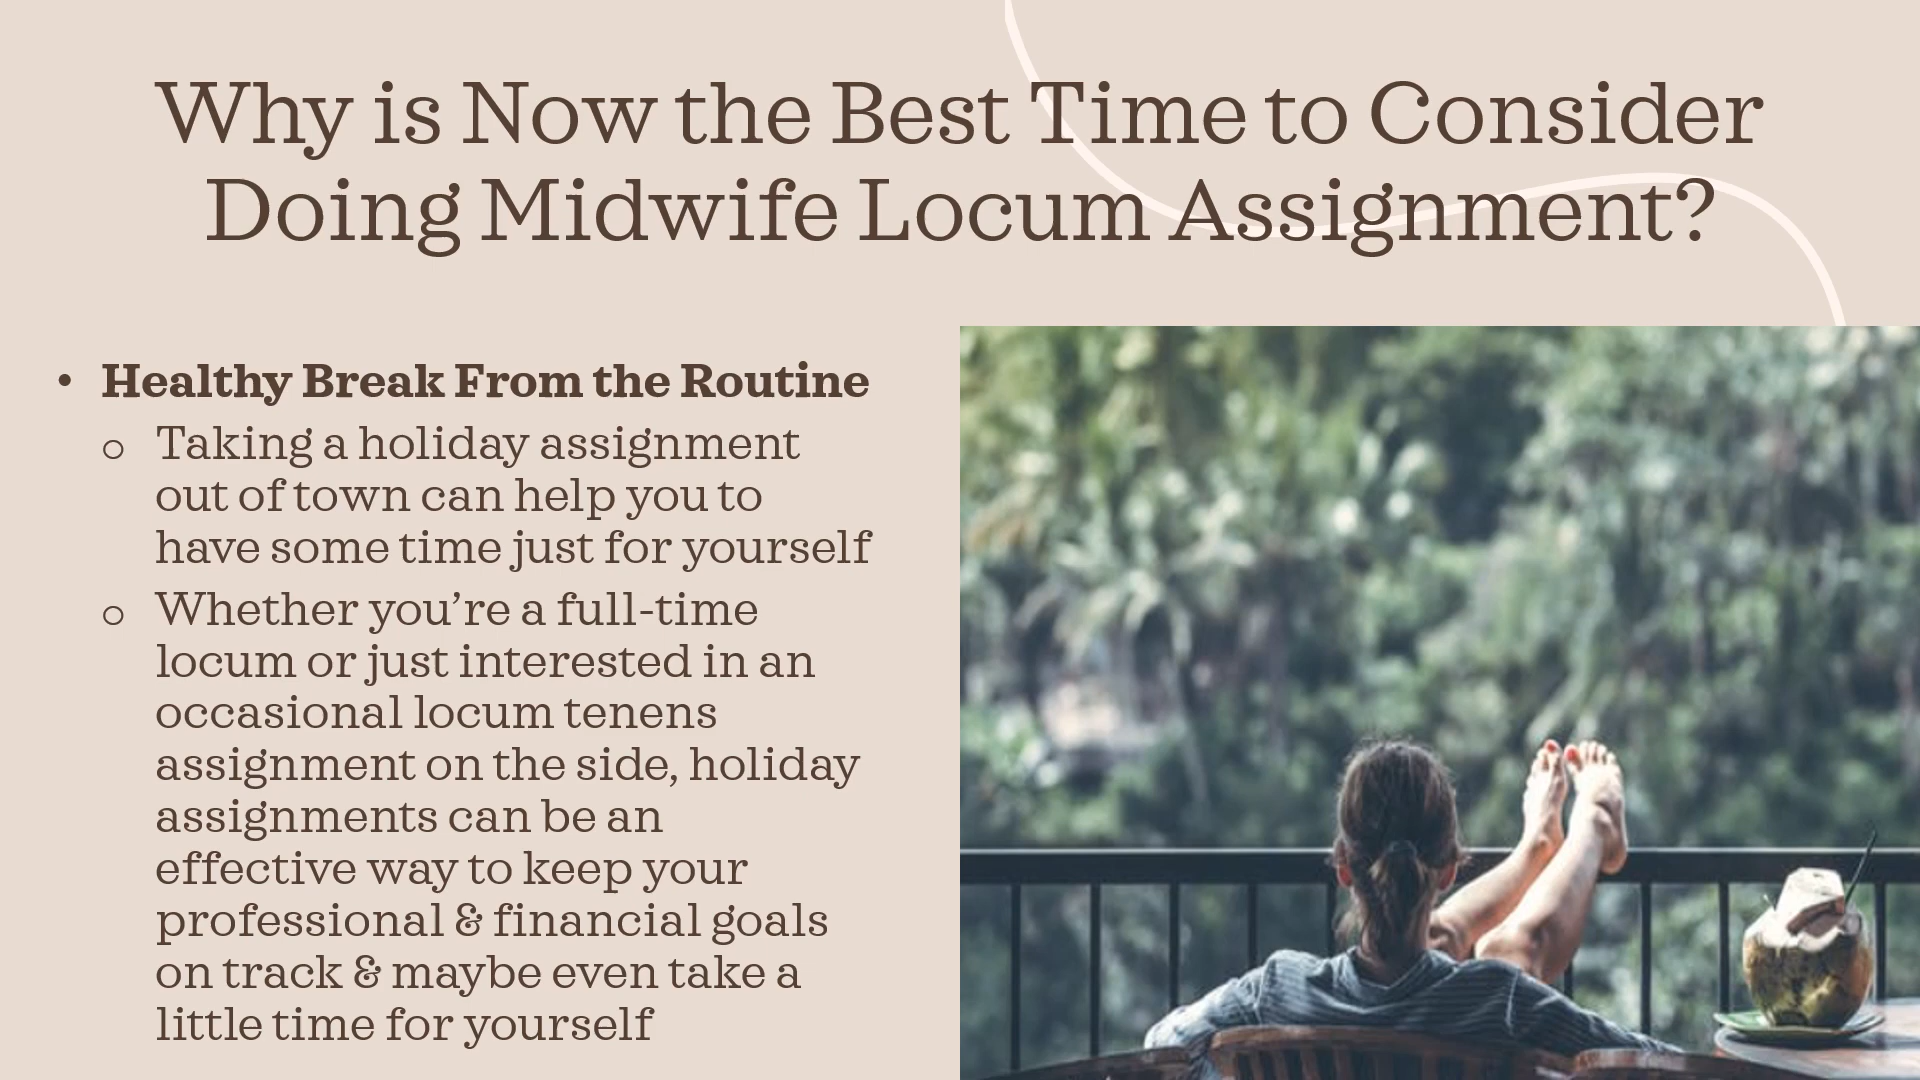 Why is Now the Best Time to Consider
Doing Midwife Locum Assignment?
• Healthy Break From the Routine
o Taking a holiday assignment
out of town can help you to
have some time just for yourself
o Whether you’re a full-time
locum or just interested in an
occasional locum tenens
assignment on the side, holiday
assignments can be an
effective way to keep your
professional & financial goals
on track & maybe even take a
little time for yourself